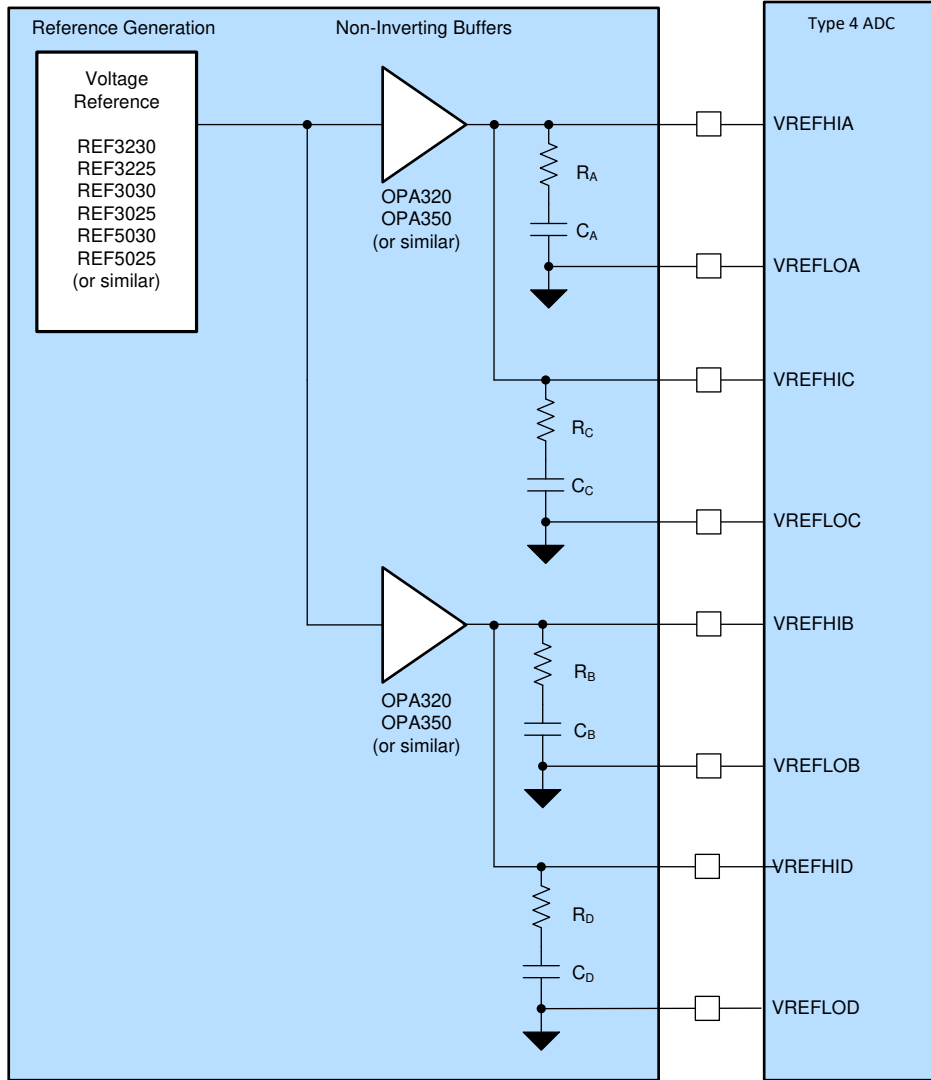 Reference Generation
Non-Inverting Buffers
Type 4 ADC
Voltage
Reference
REF3230
REF3225
REF3030
REF3025
REF5030
REF5025
(or similar)
OPA320
OPA350
(or similar)
RA
CA
VREFHIA
VREFLOA
RC
CC
VREFHIC
VREFLOC
OPA320
OPA350
(or similar)
RB
CB
VREFHIB
VREFLOB
RD
CD
VREFHID
VREFLOD